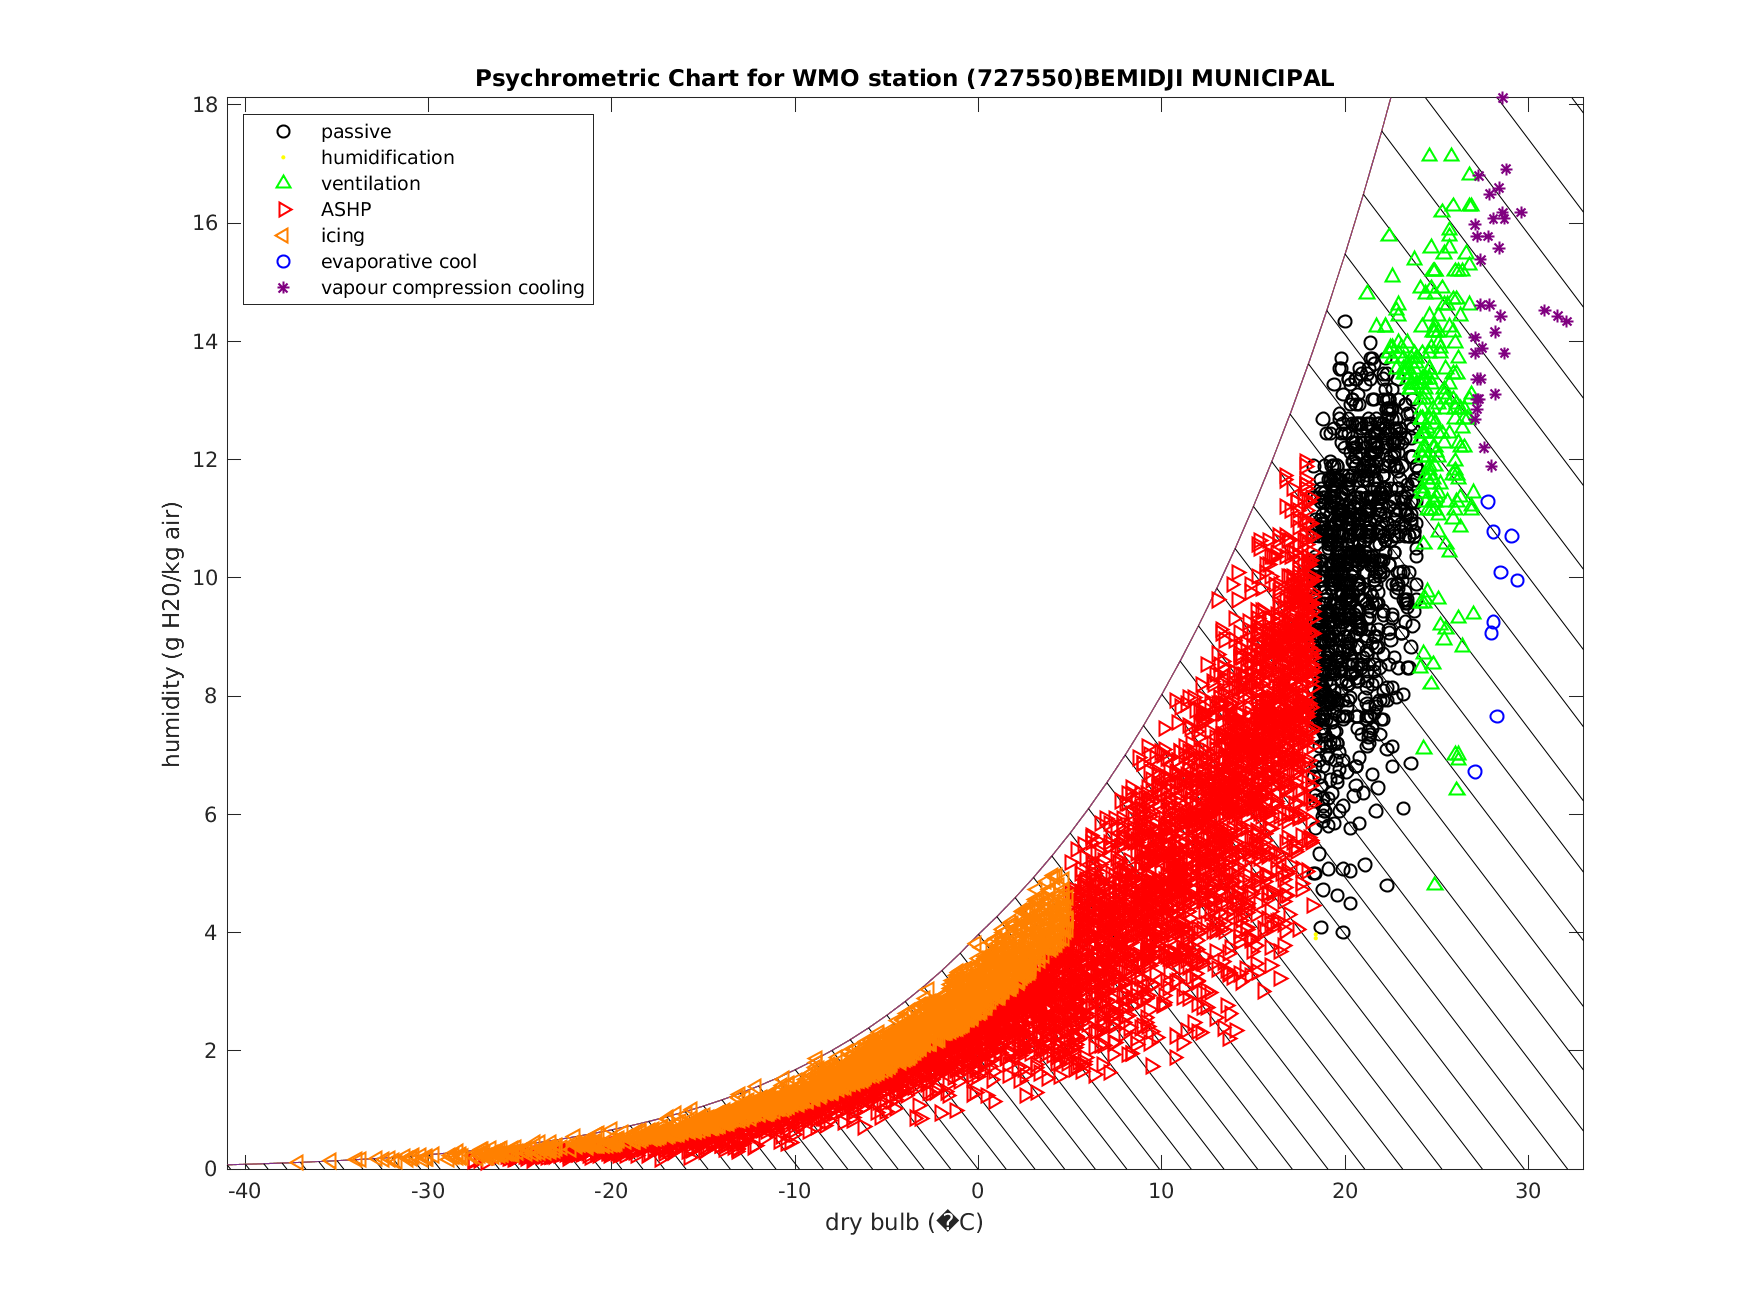 Psychrometric Chart for WMO station (727550)BEMIDJI MUNICIPAL
18
16
14
12
10
8
6
4
2
0
humidity (g H20/kg air)
passive
humidification
ventilation
ASHP
icing
evaporative cool
vapour compression cooling
-40 -30 -20 -10 0 10 20 30
dry bulb (�C)